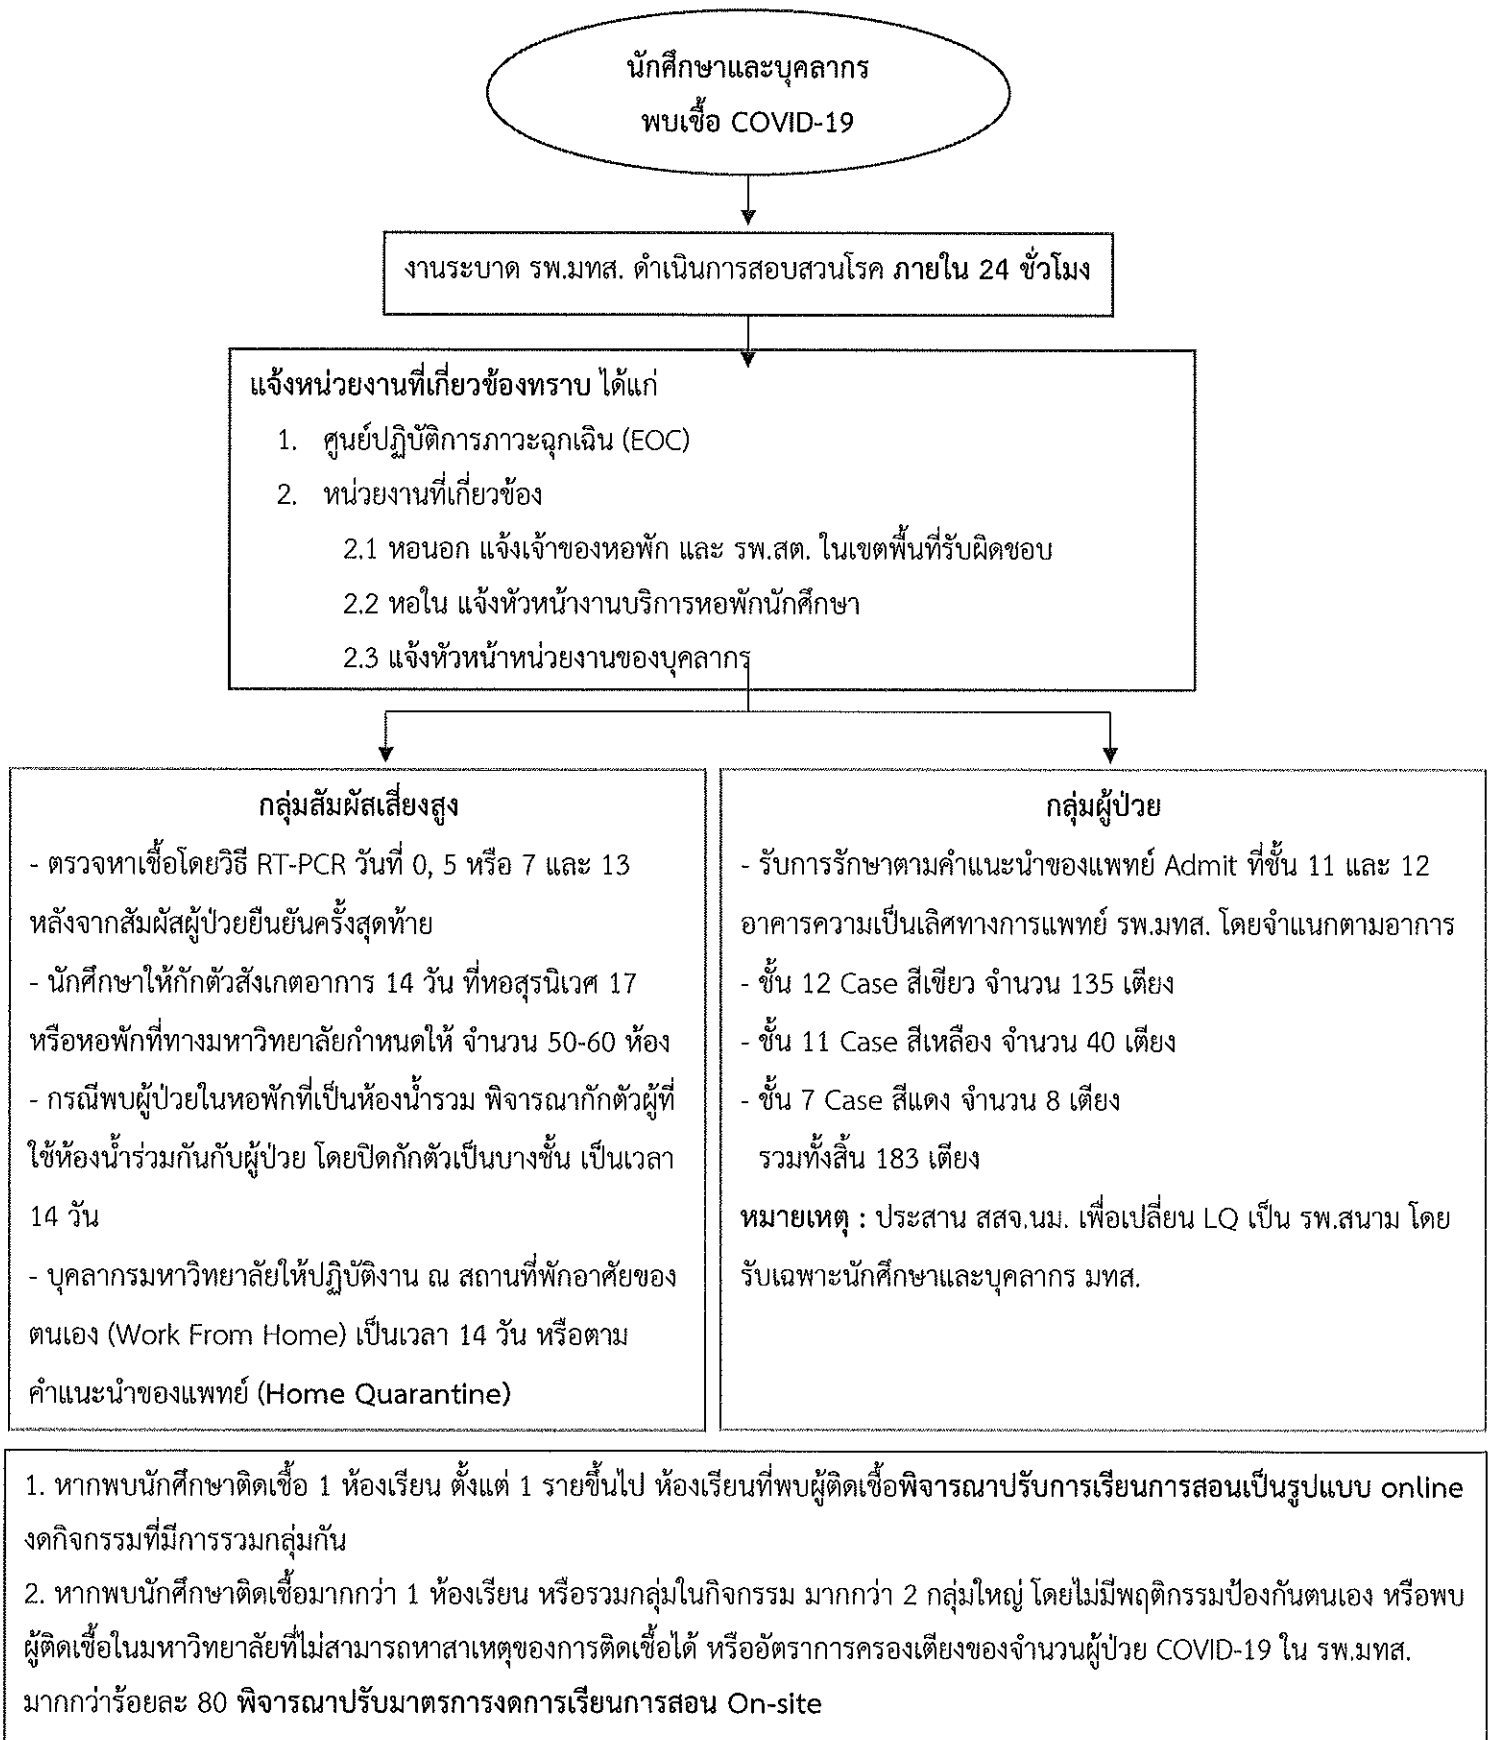 นักศึกษาและบุคลากร
พบเชื้อ COVID-19
งานระบาด รพ.มทส. ดำเนินการสอบสวนโรค ภายใน 24 ชั่วโมง
แจ้งหน่วยงานที่เกี่ยวข้องทราบ ได้แก่
1. ศูนย์ปฏิบัติการภาวะฉุกเฉิน (EOC)
2. หน่วยงานที่เกี่ยวข้อง
2.1 หอนอก แจ้งเจ้าของหอพัก และ รพ.สต. ในเขตพื้นที่รับผิดชอบ
2.2 หอใน แจ้งหัวหน้างานบริการหอพักนักศึกษา
2.3 แจ้งหัวหน้าหน่วยงานของบุคลากร
กลุ่มสัมผัสเสี่ยงสูง
- ตรวจหาเชื้อโดยวิธี RT-PCR วันที่ 0, 5 หรือ 7 และ 13
หลังจากสัมผัสผู้ป่วยยืนยันครั้งสุดท้าย
- นักศึกษาให้กักตัวสังเกตอาการ 14 วัน ที่หอสุรนิเวศ 17
หรือหอพักที่ทางมหาวิทยาลัยกำหนดให้ จำนวน 50-60 ห้อง
- กรณีพบผู้ป่วยในหอพักที่เป็นห้องน้ำรวม พิจารณากักตัวผู้ที่
ใช้ห้องน้ำร่วมกันกับผู้ป่วย โดยปิดกักตัวเป็นบางชั้น เป็นเวลา
14 วัน
- บุคลากรมหาวิทยาลัยให้ปฏิบัติงาน ณ สถานที่พักอาศัยของ
ตนเอง (Work From Home) เป็นเวลา 14 วัน หรือตาม
คำแนะนำของแพทย์ (Home Quarantine)
กลุ่มผู้ป่วย
- รับการรักษาตามคำแนะนำของแพทย์ Admit ที่ชั้น 11 และ 12
อาคารความเป็นเลิศทางการแพทย์ รพ.มทส. โดยจำแนกตามอาการ
- ชั้น 12 Case สีเขียว จำนวน 135 เตียง
- ชั้น 11 Case สีเหลือง จำนวน 40 เตียง
- ชั้น 7 Case สีแดง จำนวน 8 เตียง
รวมทั้งสิ้น 183 เตียง
หมายเหตุ : ประสาน สสจ.นม. เพื่อเปลี่ยน LQ เป็น รพ.สนาม โดย
รับเฉพาะนักศึกษาและบุคลากร มทส.
1. หากพบนักศึกษาติดเชื้อ 1 ห้องเรียน ตั้งแต่ 1 รายขึ้นไป ห้องเรียนที่พบผู้ติดเชื้อพิจารณาปรับการเรียนการสอนเป็นรูปแบบ online
งดกิจกรรมที่มีการรวมกลุ่มกัน
2. หากพบนักศึกษาติดเชื้อมากกว่า 1 ห้องเรียน หรือรวมกลุ่มในกิจกรรม มากกว่า 2 กลุ่มใหญ่ โดยไม่มีพฤติกรรมป้องกันตนเอง หรือพบ
ผู้ติดเชื้อในมหาวิทยาลัยที่ไม่สามารถหาสาเหตุของการติดเชื้อได้ หรืออัตราการครองเตียงของจำนวนผู้ป่วย COVID-19 ใน รพ.มทส.
มากกว่าร้อยละ 80 พิจารณาปรับมาตรการงดการเรียนการสอน On-site